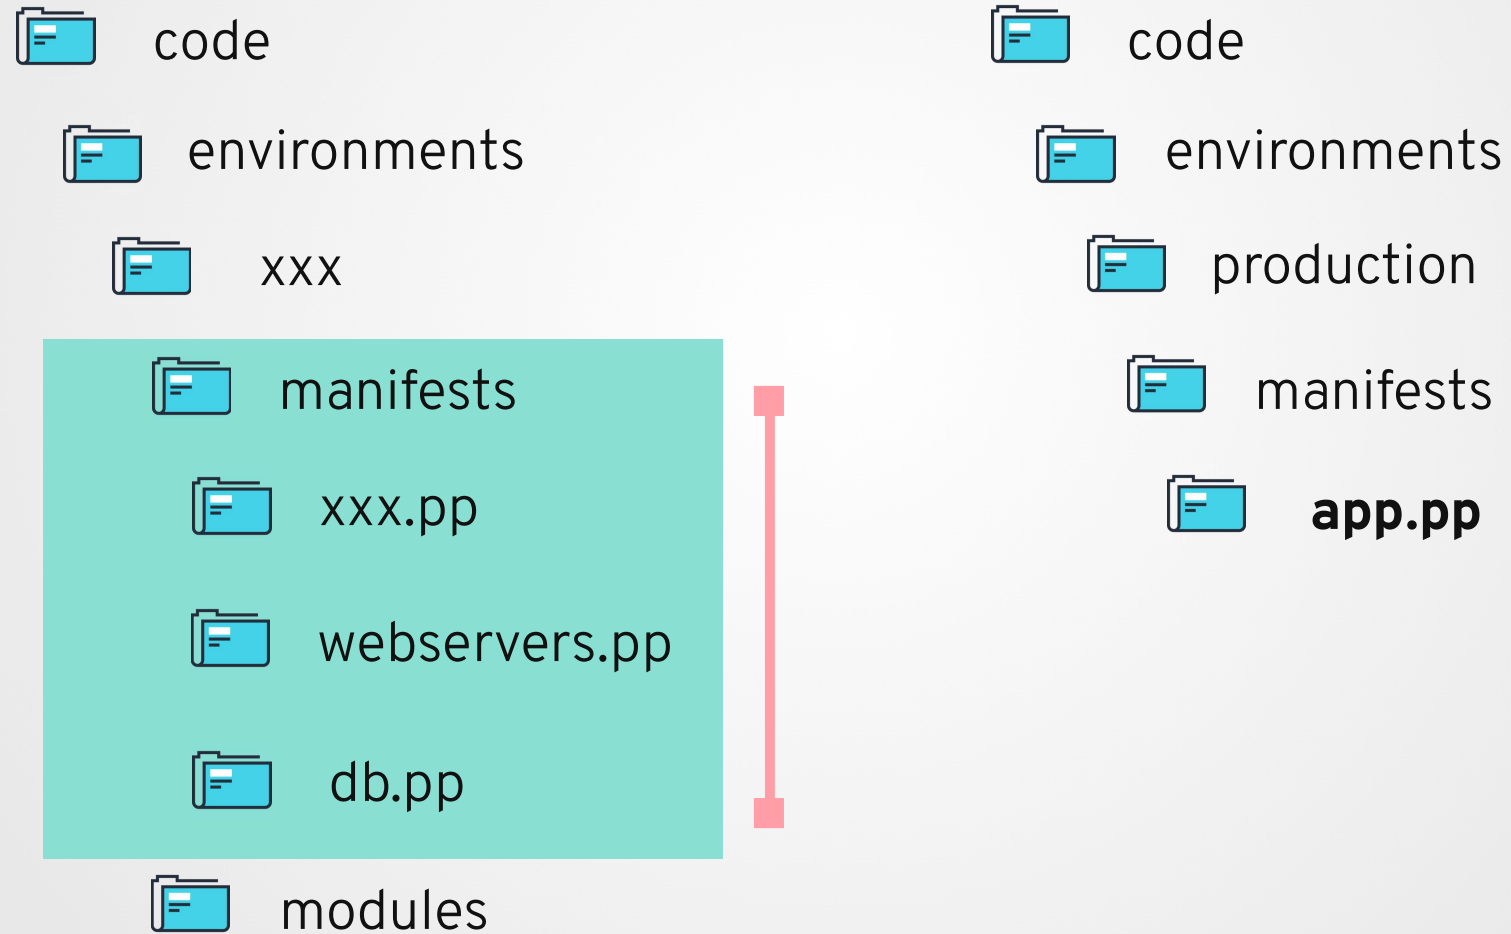 code
environments
xxx
manifests
xxx.pp
webservers.pp
db.pp
modules
code
environments
production
manifests
app.pp